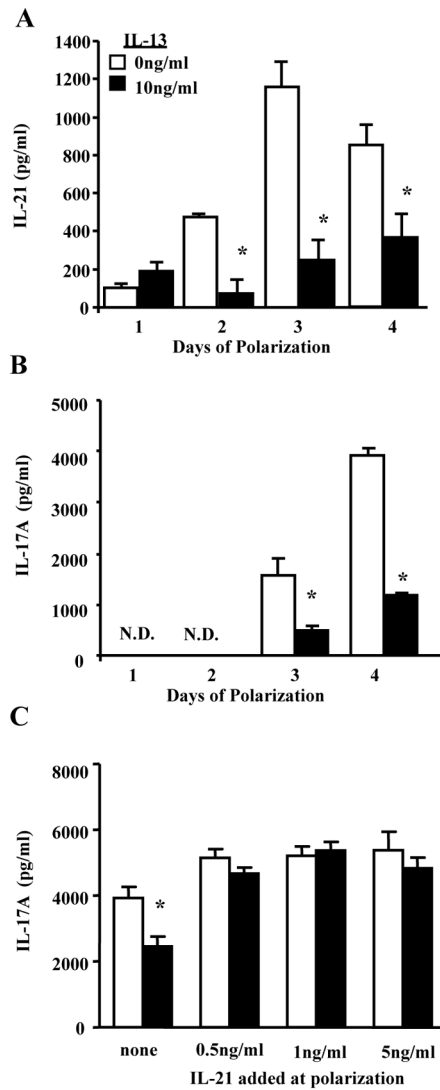 A
IL-13
0ng/ml
10ng/ml
1400
1200
1000
800
600
400
200
0
IL-21 (pg/ml)
*
*
*
1 2 3 4
Days of Polarization
B
5000
4000
3000
2000
1000
0
IL-17A (pg/ml)
N.D. N.D.
*
*
1 2 3 4
Days of Polarization
C
8000
6000
4000
2000
0
IL-17A (pg/ml)
*
none 0.5ng/ml 1ng/ml 5ng/ml
IL-21 added at polarization